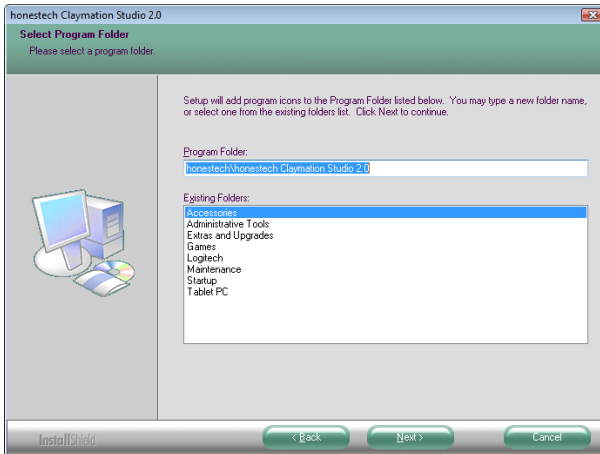 honestech Claymation Studio 2.0
Select Program Folder
Please select a program folder.
Setup will add program icons to the Program Folder listed below. You may type a new folder name,
or select one from the existing folders list. Click Next to continue.
Program Folder:
honestech\honestech Claymation Studio 2.0
Existing Folders:
Accessories
Administrative Tools
Extras and Upgrades
Games
Logitech
Maintenance
Startup
Tablet PC
InstallShield
< Back
Next >
Cancel